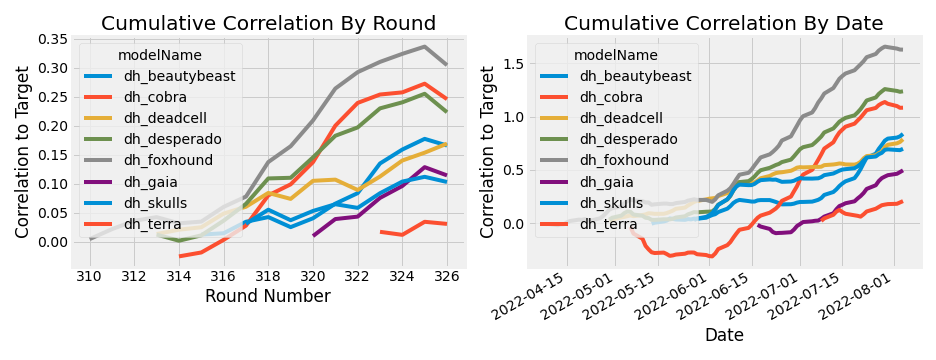 Cumulative Correlation By Round
Correlation to Target
0.35
0.30
0.25
0.20
0.15
0.10
0.05
0.00
modelName
dh_beautybeast
dh_cobra
dh_deadcell
dh_desperado
dh_foxhound
dh_gaia
dh_skulls
dh_terra
310 312 314 316 318 320 322 324 326
Round Number
Cumulative Correlation By Date
Correlation to Target
1.5
1.0
0.5
0.0
modelName
dh_beautybeast
dh_cobra
dh_deadcell
dh_desperado
dh_foxhound
dh_gaia
dh_skulls
dh_terra
2022-04-15 2022-05-01 2022-05-15 2022-06-01 2022-06-15 2022-07-01 2022-07-15 2022-08-01
Date